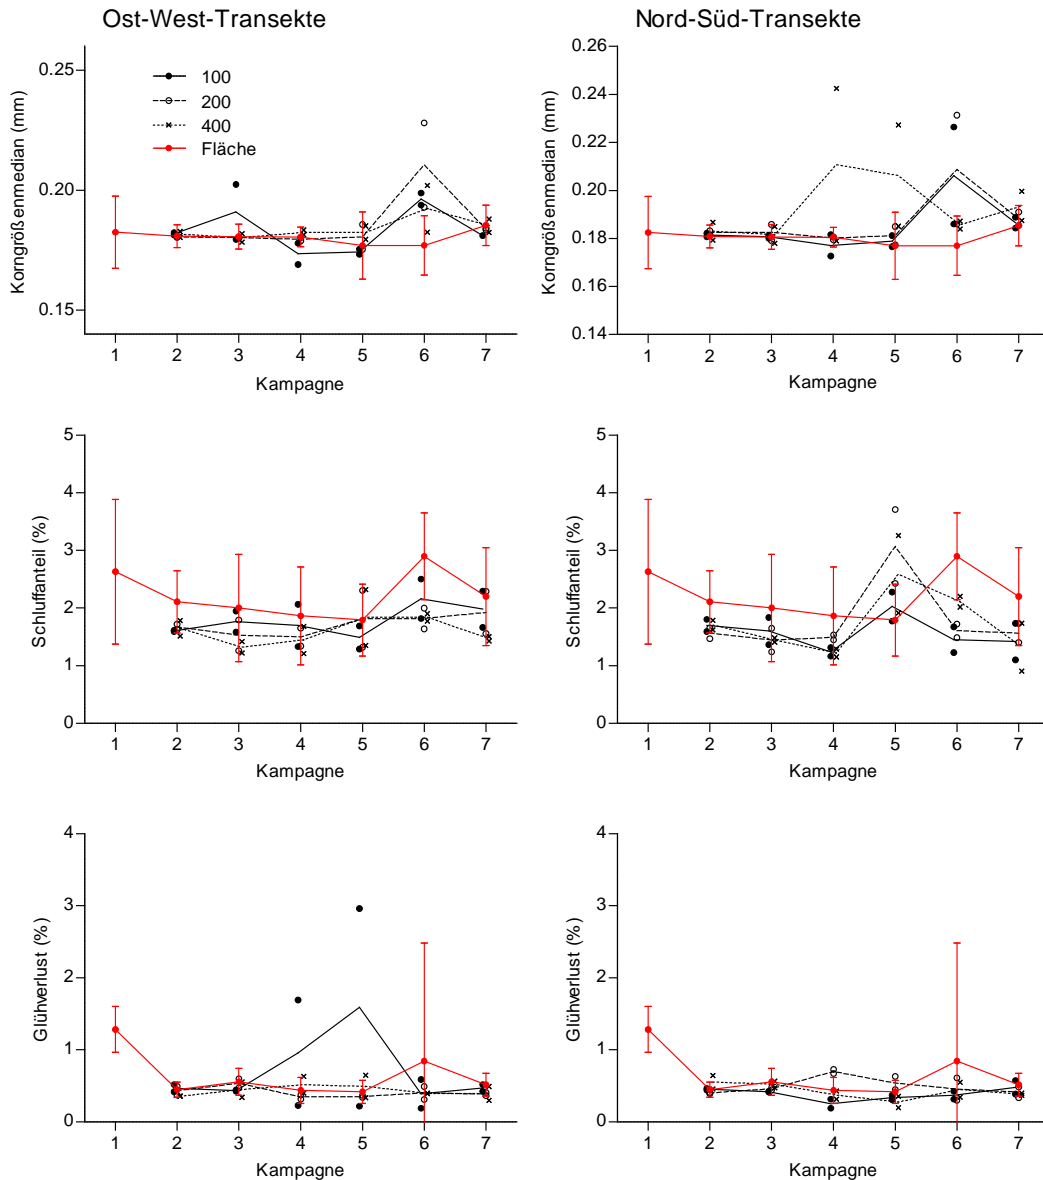 Ost-West-Transekte
Nord-Süd-Transekte
Korngröß enmedian (mm)
0.25
0.20
0.15
100
200
400
Fläche
1 2 3 4 5 6 7
Kampagne
Korngröß enmedian (mm)
0.26
0.24
0.22
0.20
0.18
0.16
0.14
1 2 3 4 5 6 7
Kampagne
Schluffanteil (%)
5
4
3
2
1
0
1 2 3 4 5 6 7
Kampagne
Schluffanteil (%)
5
4
3
2
1
0
1 2 3 4 5 6 7
Kampagne
Glühverlust (%)
4
3
2
1
0
1 2 3 4 5 6 7
Kampagne
Glühverlust (%)
4
3
2
1
0
1 2 3 4 5 6 7
Kampagne